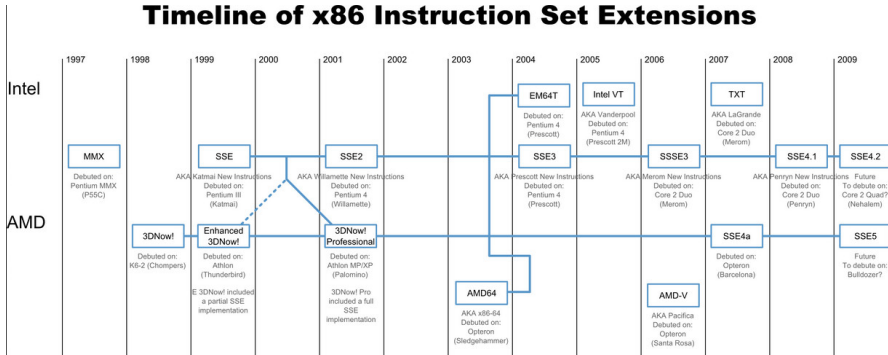 Timeline of x86 Instruction Set Extensions
1997 1998 1999 2000 2001 2002 2003 2004 2005 2006 2007 2008 2009
Intel
EM64T
Debuted on:
Pentium 4
(Prescott)
Intel VT
AKA Vanderpool
Debuted on:
Pentium 4
(Prescott 2M)
TXT
AKA LaGrande
Debuted on:
Core 2 Duo
(Merom)
MMX
Debuted on:
Pentium MMX
(P55C)
SSE
AKA Katmai New Instructions
Debuted on:
Pentium III
(Katmai)
SSE2
AKA Willamette New Instructions
Debuted on:
Pentium 4
(Willamette)
SSE3
AKA Prescott New Instructions
Debuted on:
Pentium 4
(Prescott)
SSSE3
AKA Merom New Instructions
Debuted on:
Core 2 Duo
(Merom)
SSE4.1
AKA Penryn New Instructions
Debuted on:
Core 2 Duo
(Penryn)
SSE4.2
Future
To debute on:
Core 2 Quad?
(Nehalem)
AMD
3DNow!
Debuted on:
K6-2 (Chompers)
Enhanced
3DNow!
Debuted on:
Athlon
(Thunderbird)
E 3DNow! included
a partial SSE
implementation
3DNow!
Professional
Debuted on:
Athlon MP/XP
(Palomino)
3DNow! Pro
included a full
SSE
implementation
SSE4a
Debuted on:
Opteron
(Barcelona)
SSE5
Future
To debute on:
Bulldozer?
AMD64
AKA x86-64
Debuted on:
Opteron
(Sledgehammer)
AMD-V
AKA Pacifica
Debuted on:
Opteron
(Santa Rosa)